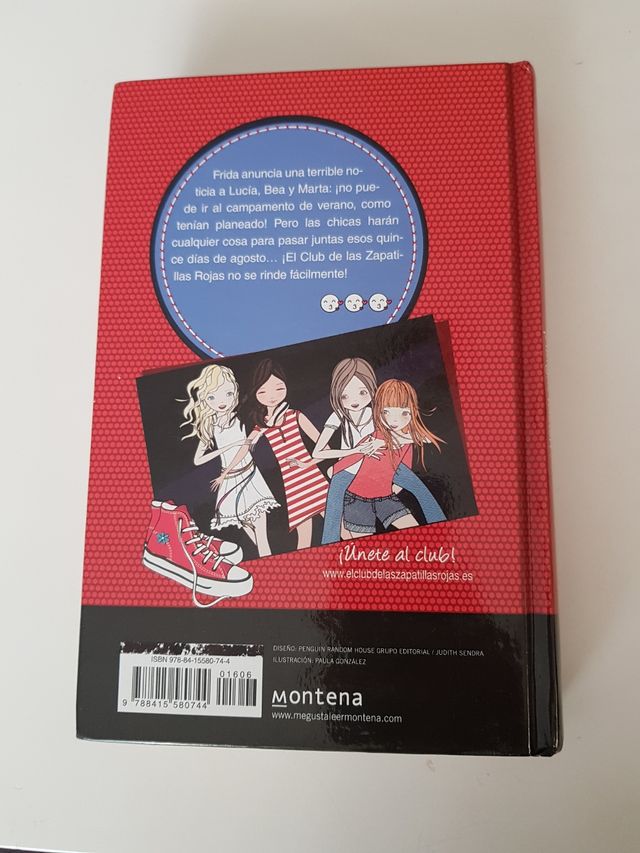 Frida anuncia una terrible no-
ticia a Lucía, Bea y Marta: ¡no pue-
de ir al campamento de verano, como
tenían planeado! Pero las chicas harán
cualquier cosa para pasar juntas esos quin-
ce días de agosto... ¡El Club de las Zapati-
llas Rojas no se rinde fácilmente!
¡Únete al club!
www.elclubdelaszapatillasrojas.es
ISBN 978-84-15580-74-4
01606
9 788415 580744
DISEÑO: PENGUIN RANDOM HOUSE GRUPO EDITORIAL / JUDITH SENDRA
ILUSTRACIÓN: PAULA GONZÁLEZ
Montena
www.megustaleermontena.com